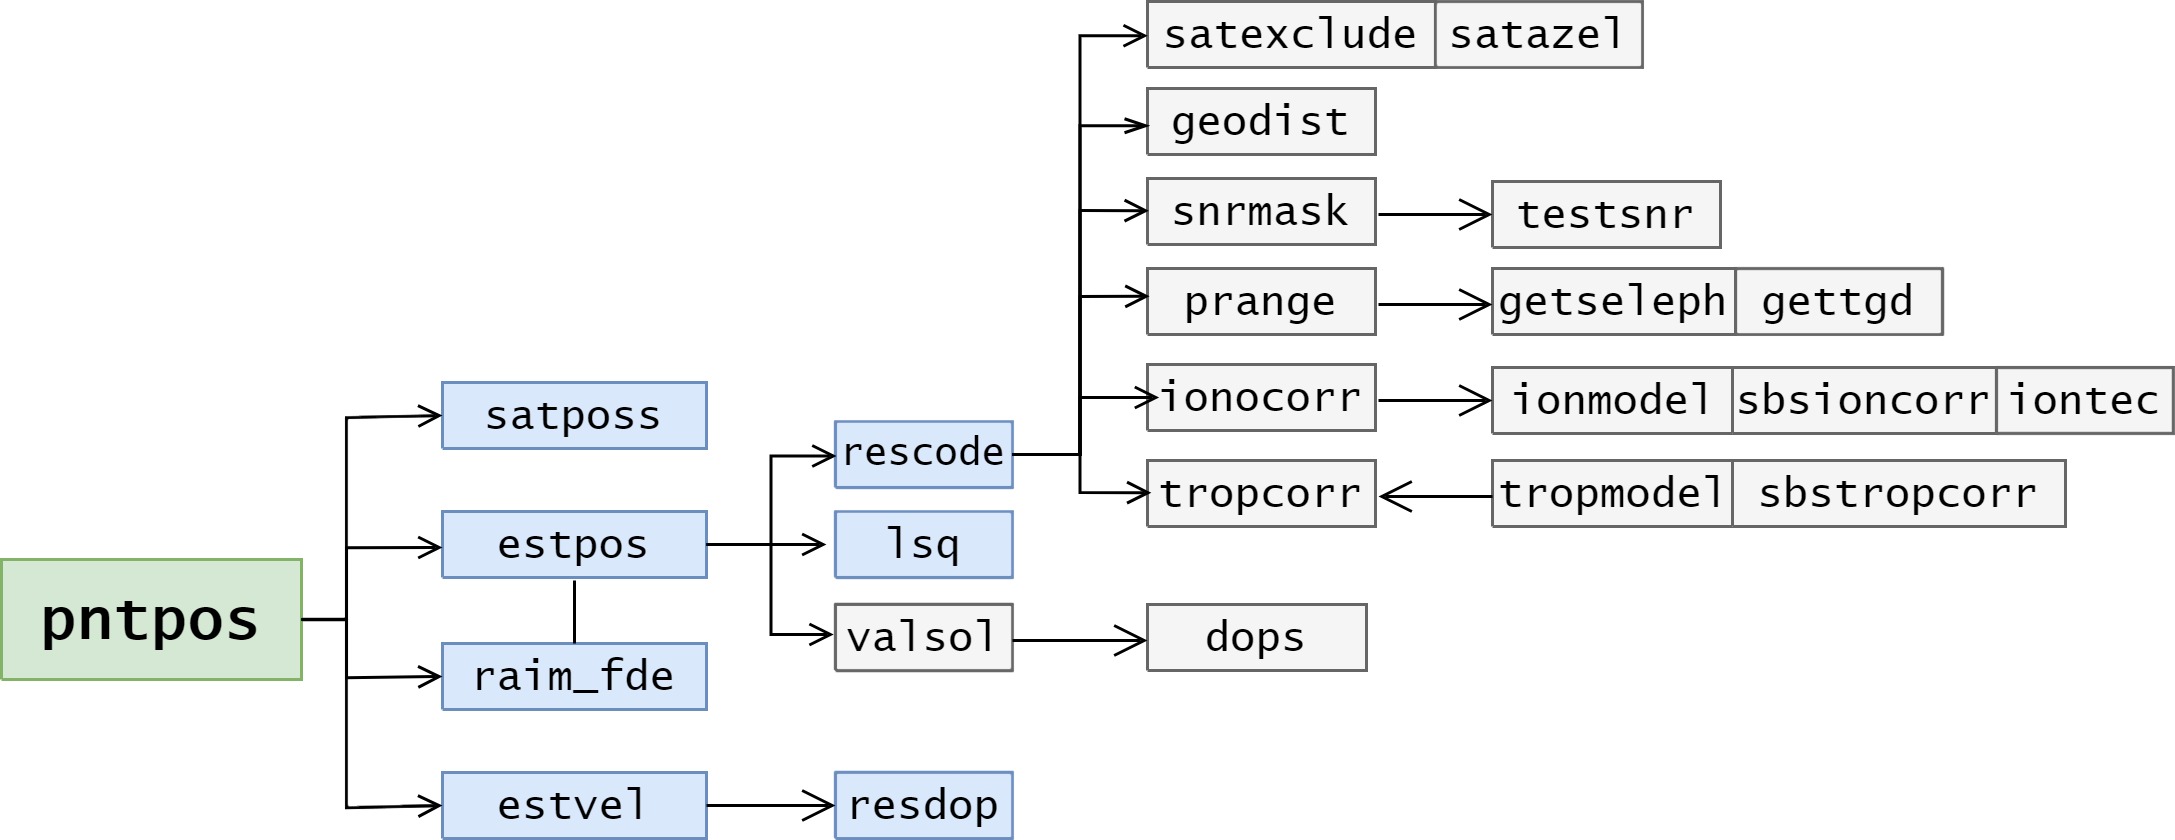 satexclude satazel
geodist
snrmask testsnr
prange getseleph gettgd
ionocorr ionmodel sbsioncorr iontec
satposs
rescode
tropcorr tropmodel sbstropcorr
estpos
lsq
pntpos
valsol dops
raim_fde
estvel resdop